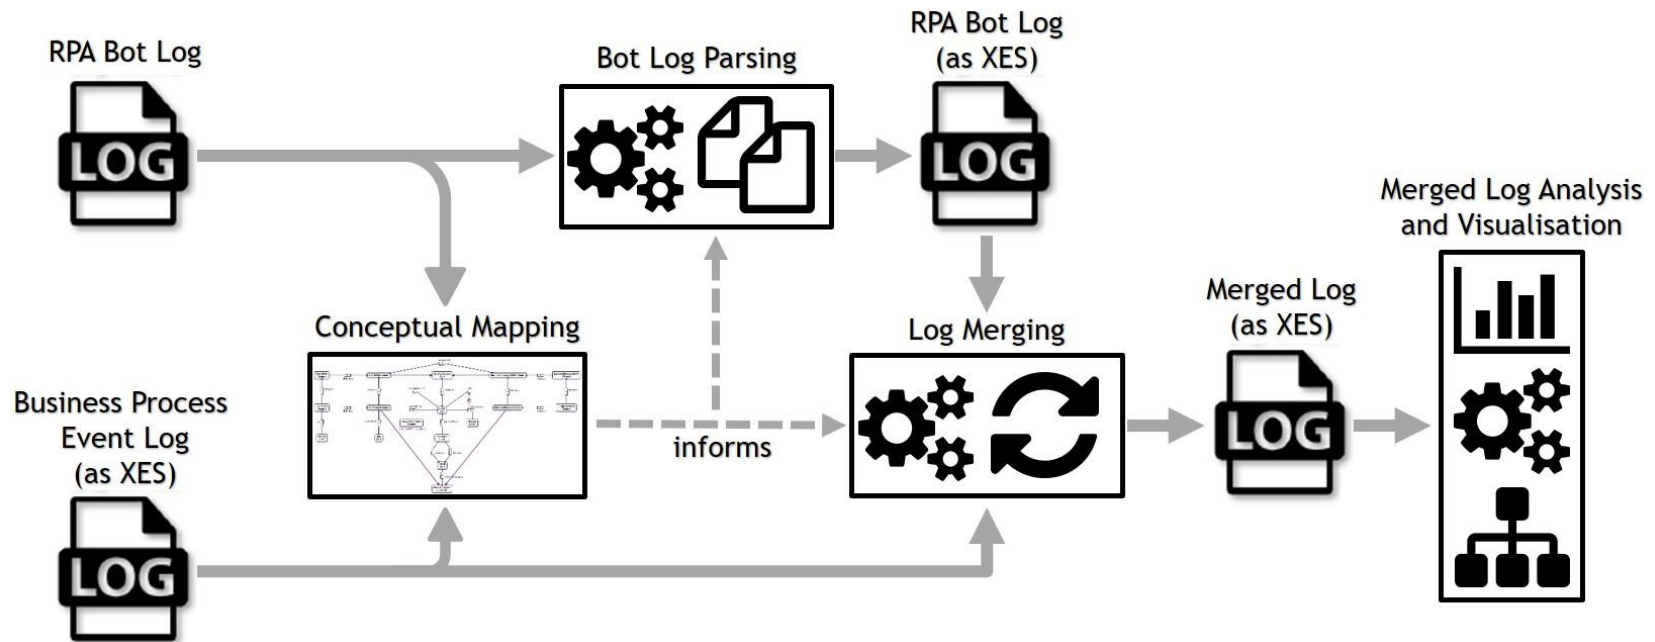 RPA Bot Log
LOG
Bot Log Parsing
RPA Bot Log
(as XES)
LOG
Conceptual Mapping
informs
Log Merging
Business Process
Event Log
(as XES)
LOG
Merged Log
(as XES)
LOG
Merged Log Analysis
and Visualisation